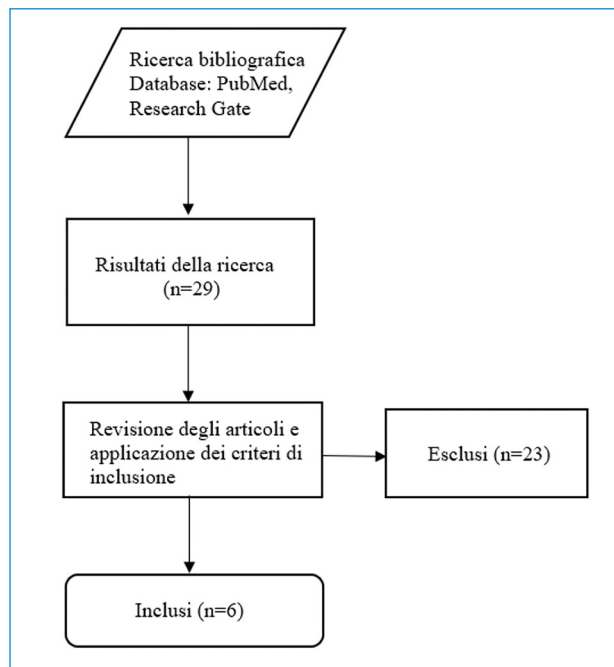 Ricerca bibliografica
Database: PubMed,
Research Gate
Risultati della ricerca
(n=29)
Revisione degli articoli e
applicazione dei criteri di
inclusione
Esclusi (n=23)
Inclusi (n=6)